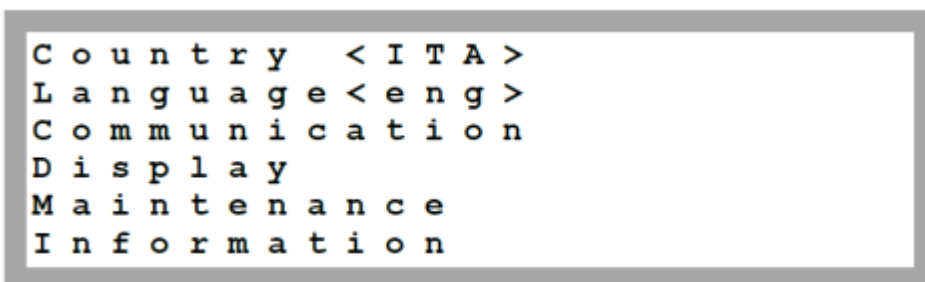 Country <ITA>
Language<eng>
Communication
Display
Maintenance
Information